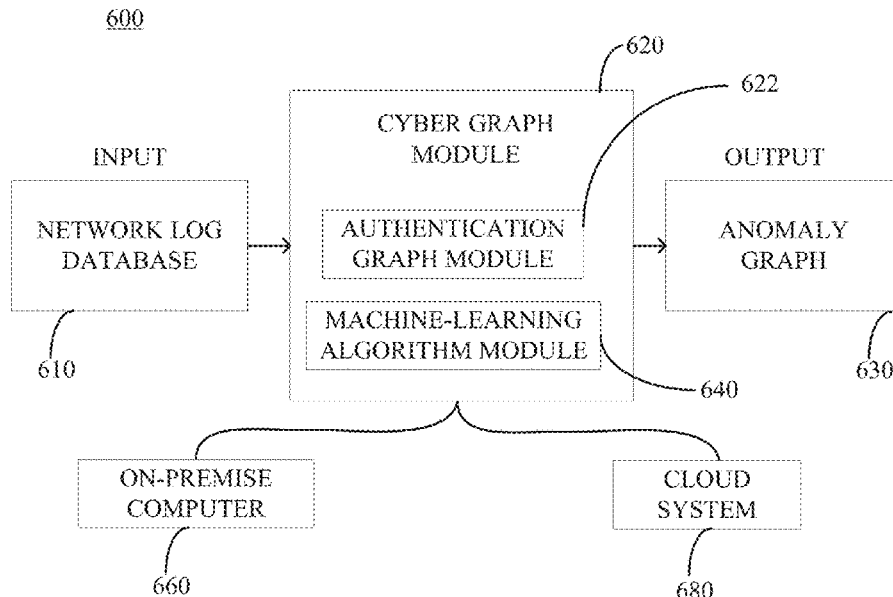 600
620
622
CYBER GRAPH
MODULE
INPUT
OUTPUT
NETWORK LOG
DATABASE
AUTHENTICATION
GRAPH MODULE
ANOMALY
GRAPH
MACHINE-LEARNING
ALGORITHM MODULE
610
640
630
ON-PREMISE
COMPUTER
CLOUD
SYSTEM
660
680